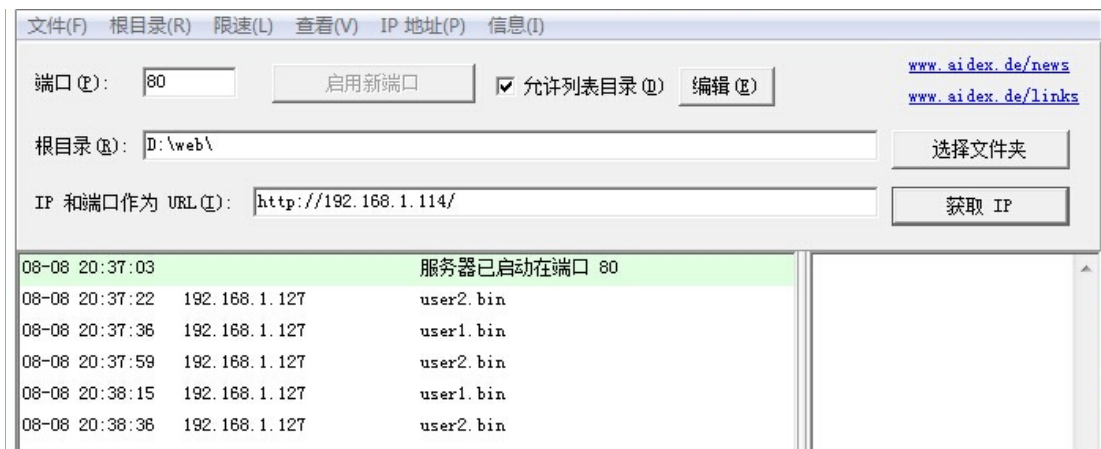 文件(F) 根目录(R) 限速(L) 查看(V) IP 地址(P) 信息(I)
端口(P): 80 启用新端口 允许列表目录(D) 编辑(E) www.aidex.de/news
www.aidex.de/links
根目录(R): D:\web\ 选择文件夹
IP 和端口作为 URL(I): http://192.168.1.114/ 获取 IP
08-08 20:37:03 服务器已启动在端口 80
08-08 20:37:22 192.168.1.127 user2.bin
08-08 20:37:36 192.168.1.127 user1.bin
08-08 20:37:59 192.168.1.127 user2.bin
08-08 20:38:15 192.168.1.127 user1.bin
08-08 20:38:36 192.168.1.127 user2.bin